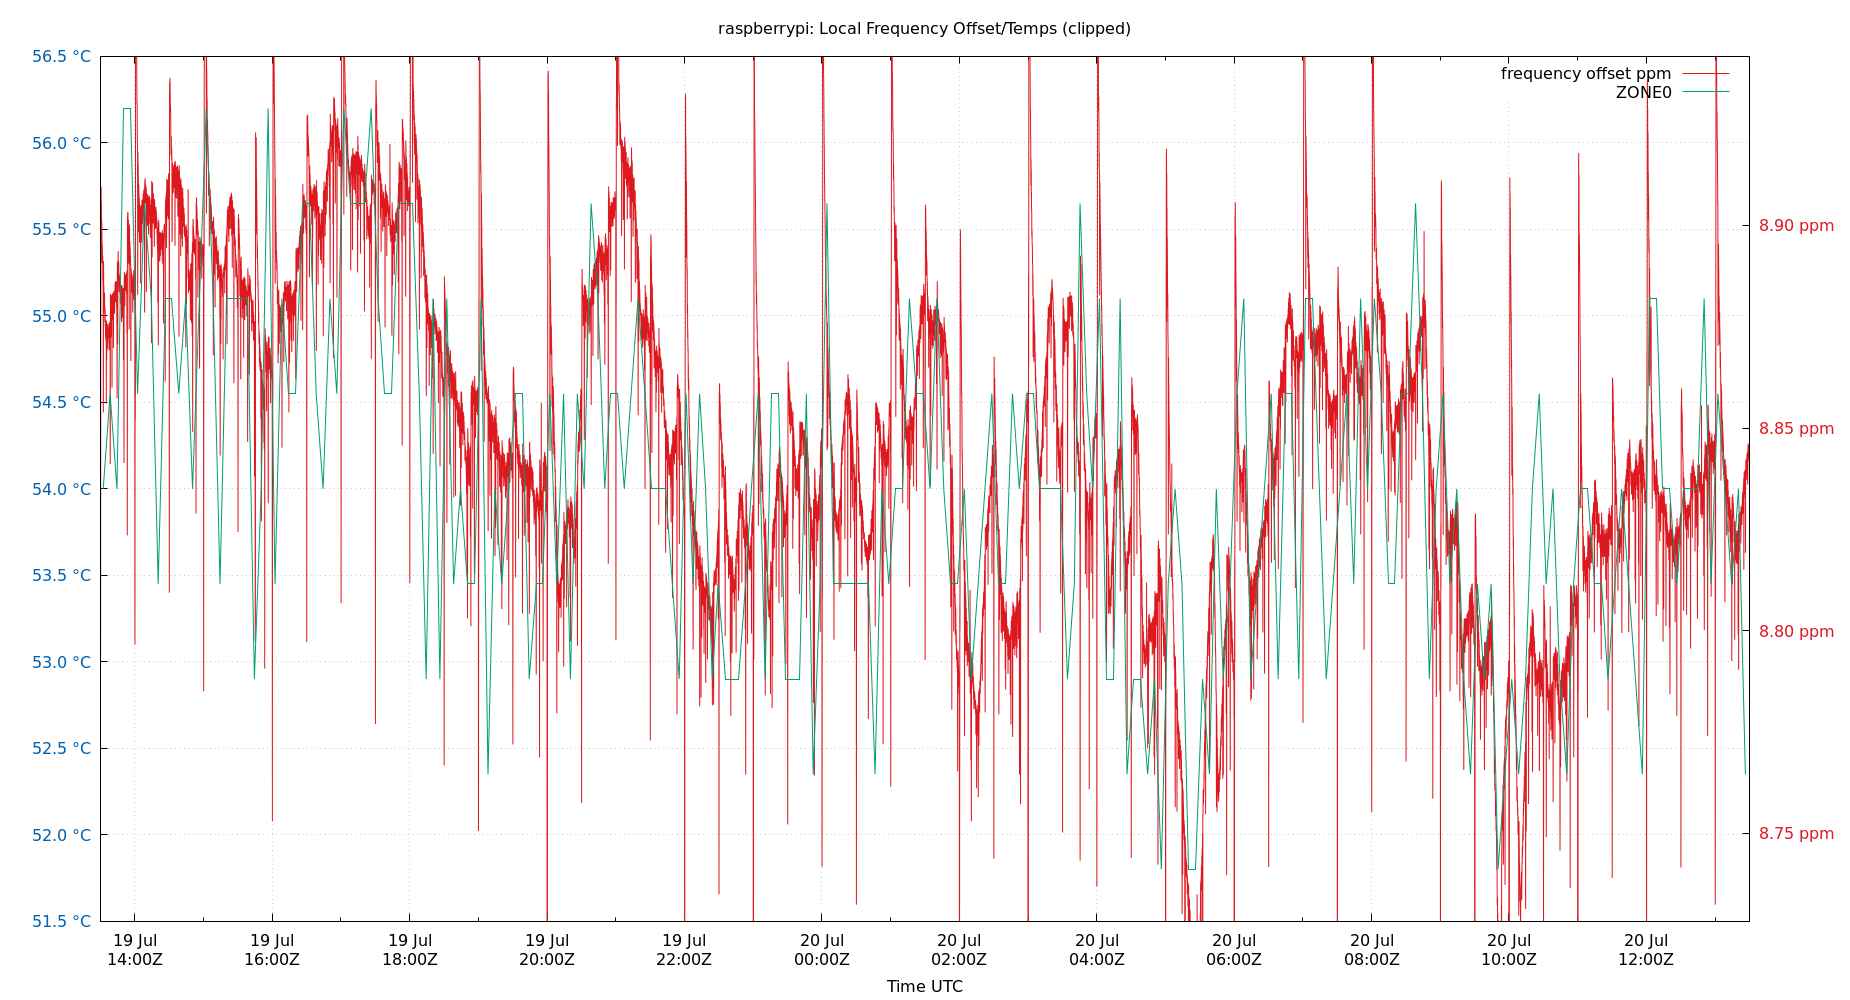 raspberrypi: Local Frequency Offset/Temps (clipped)
frequency offset ppm
ZONE0
56.5 °C
56.0 °C
55.5 °C
55.0 °C
54.5 °C
54.0 °C
53.5 °C
53.0 °C
52.5 °C
52.0 °C
51.5 °C
8.90 ppm
8.85 ppm
8.80 ppm
8.75 ppm
19 Jul 19 Jul 19 Jul 19 Jul 19 Jul 20 Jul 20 Jul 20 Jul 20 Jul 20 Jul 20 Jul 20 Jul
14:00Z 16:00Z 18:00Z 20:00Z 22:00Z 00:00Z 02:00Z 04:00Z 06:00Z 08:00Z 10:00Z 12:00Z
Time UTC